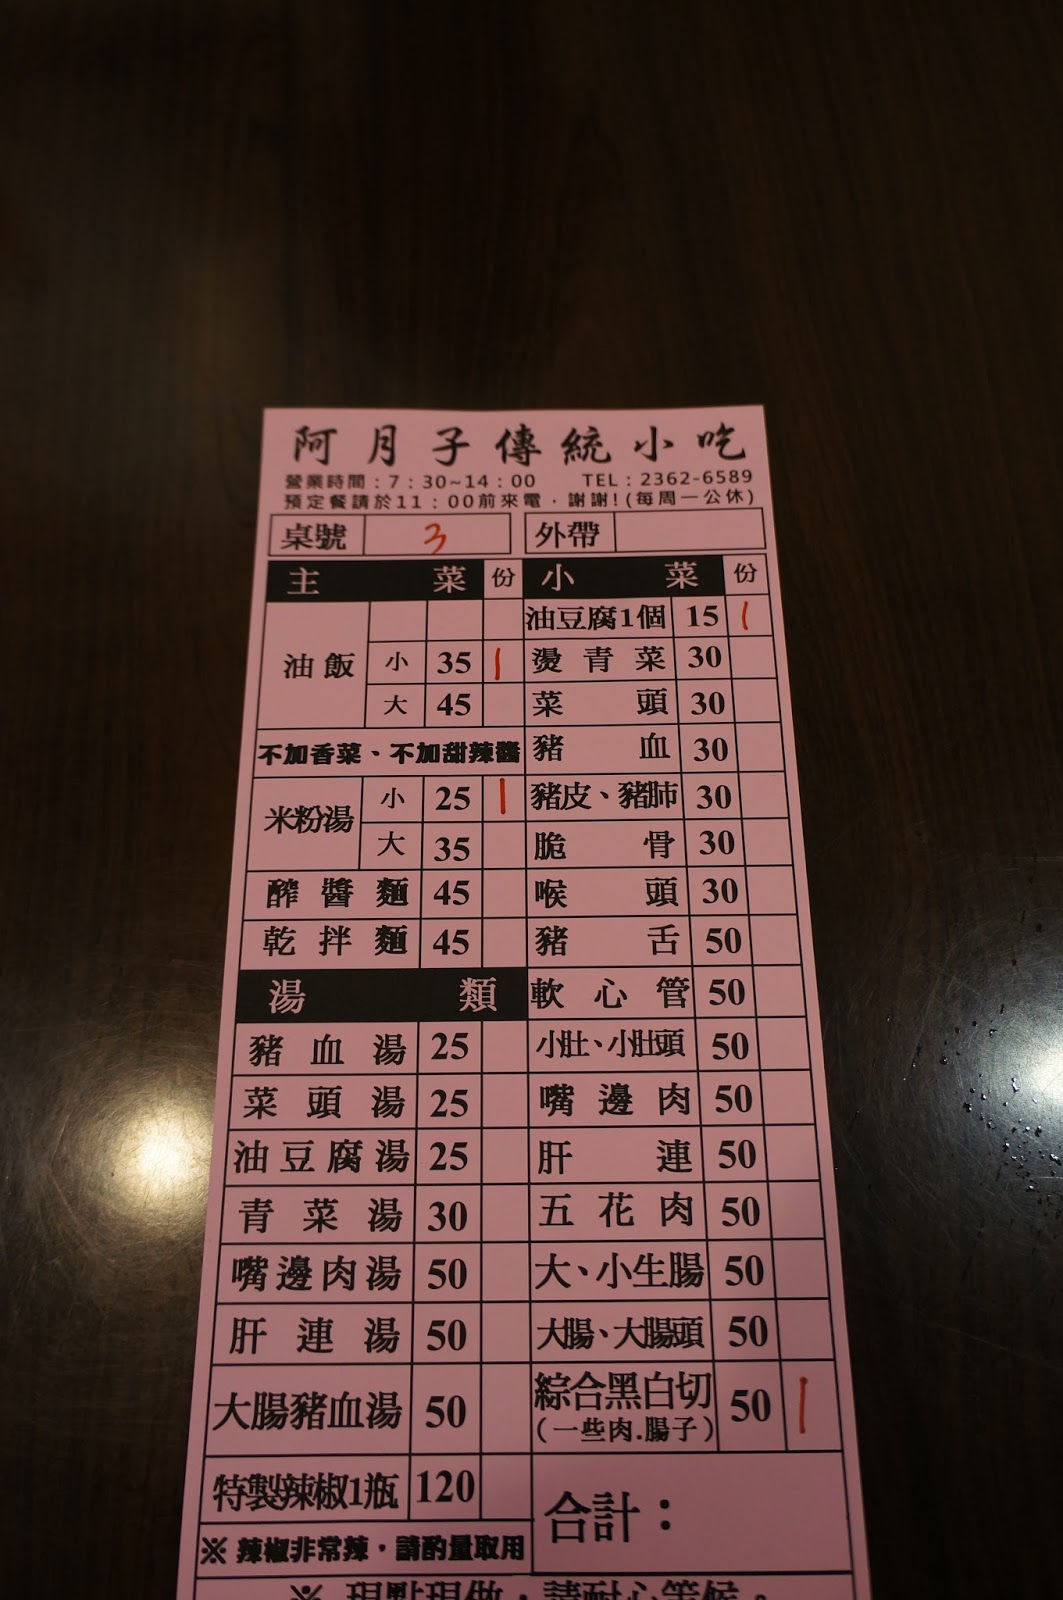 阿月子傳統小吃
營業時間：7：30~14：00 TEL：2362-6589
預定餐請於11：00前來電，謝謝!(每周一公休)
桌號 3 外帶
主菜 份 小菜 份
油豆腐1個 15 1
油飯 小 35 1 燙青菜 30
大 45 菜頭 30
不加香菜、不加甜辣醬 豬血 30
米粉湯 小 25 1 豬皮、豬肺 30
大 35 脆骨 30
醡醬麵 45 喉頭 30
乾拌麵 45 豬舌 50
湯類 軟心管 50
豬血湯 25 小肚、小肚頭 50
菜頭湯 25 嘴邊肉 50
油豆腐湯 25 肝連 50
青菜湯 30 五花肉 50
嘴邊肉湯 50 大、小生腸 50
肝連湯 50 大腸、大腸頭 50
大腸豬血湯 50 綜合黑白切 50 1
(一些肉.腸子)
特製辣椒1瓶 120 合計：
※ 辣椒非常辣，請酌量取用
※ 現點現做，請耐心等候。